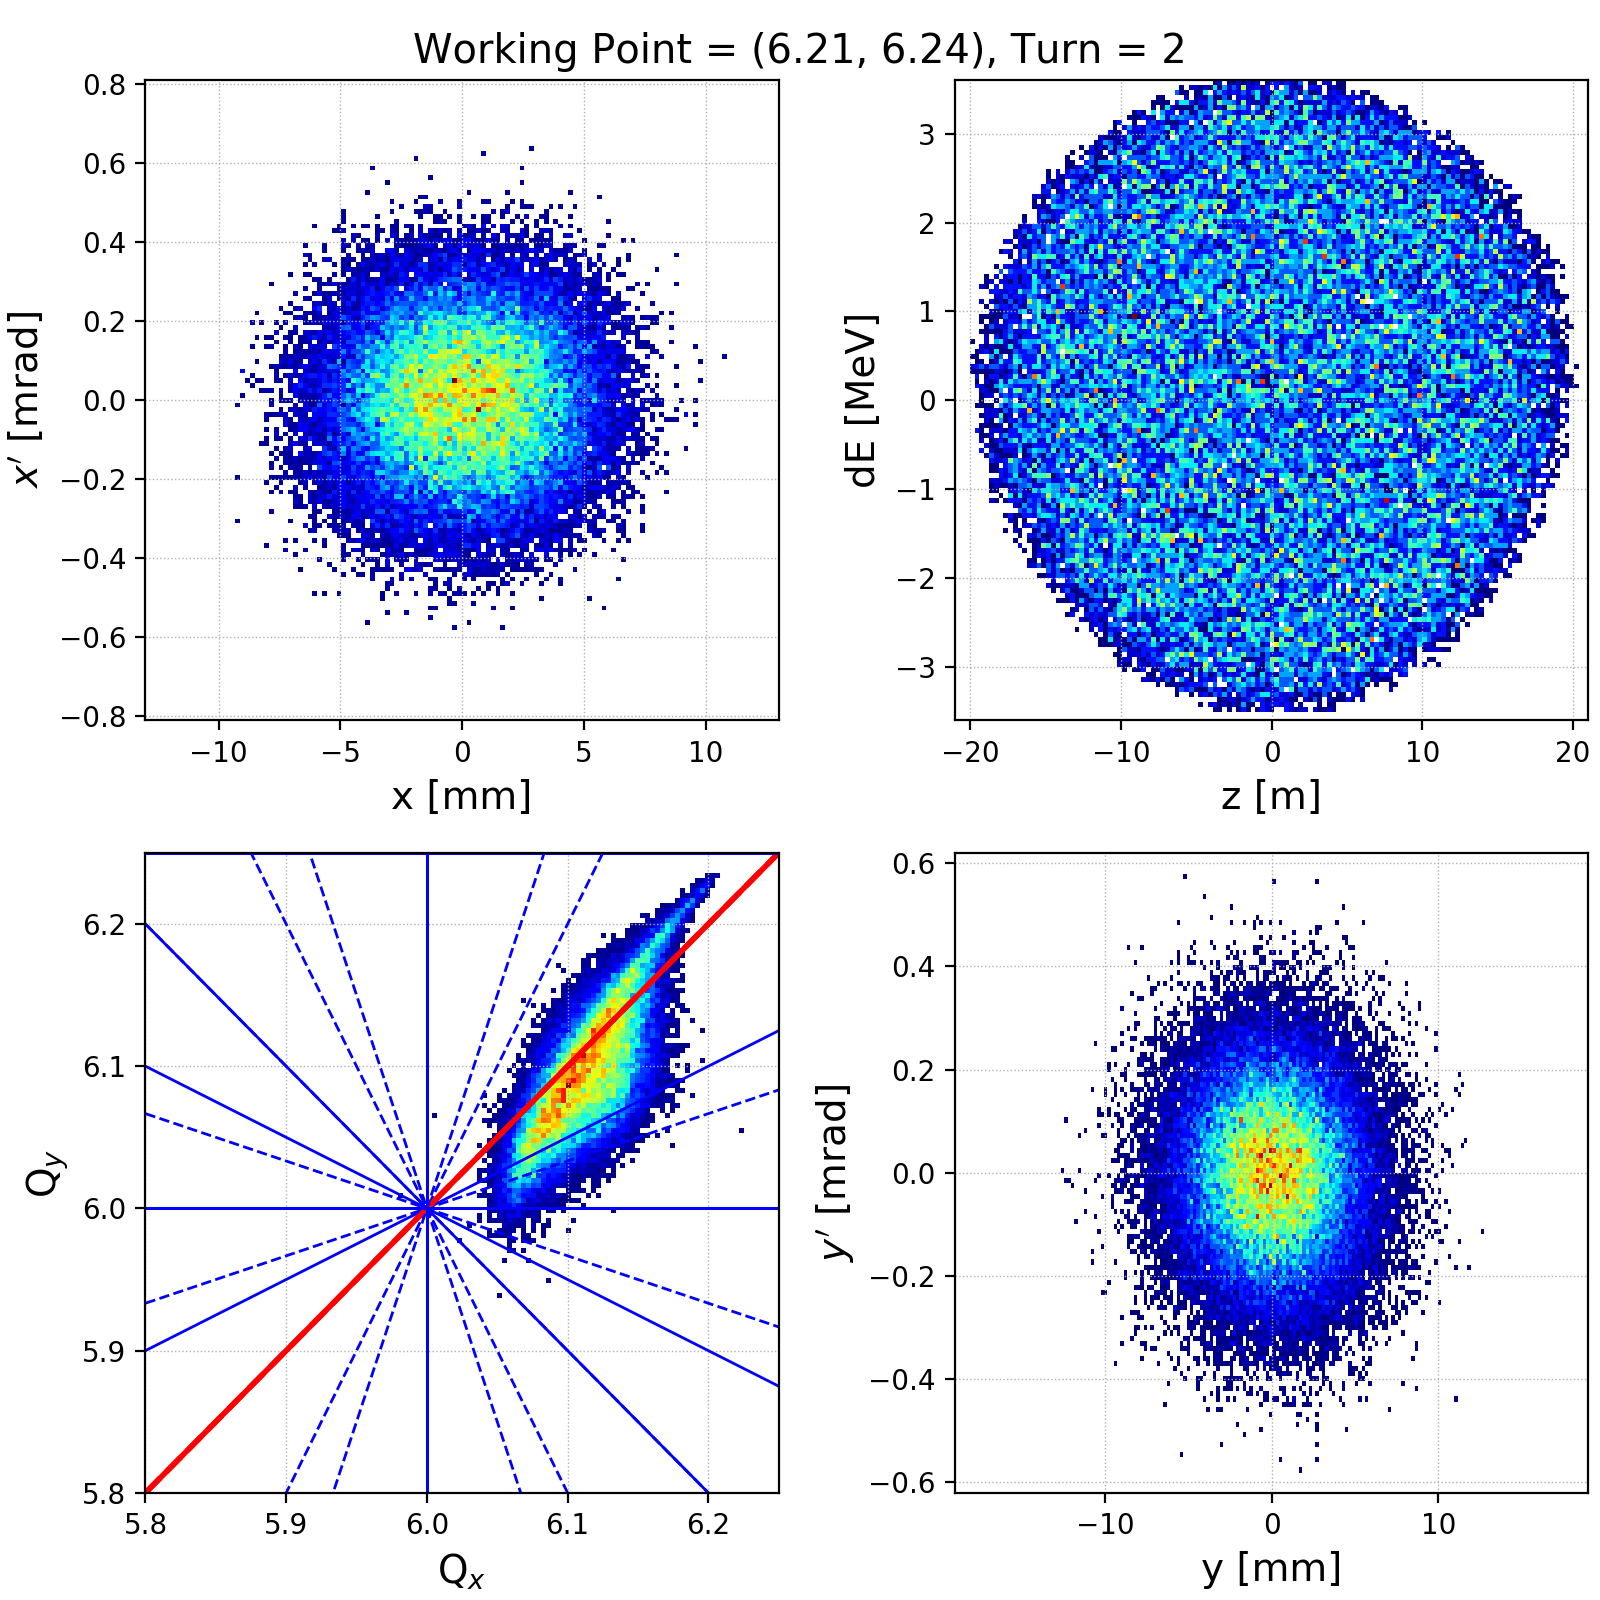 Working Point = (6.21, 6.24), Turn = 2
0.8
0.6
0.4
0.2
0.0
−0.2
−0.4
−0.6
−0.8
x′ [mrad]
−10 −5 0 5 10
x [mm]
3
2
1
0
−1
−2
−3
dE [MeV]
−20 −10 0 10 20
z [m]
6.2
6.1
6.0
5.9
5.8
Qy
5.8 5.9 6.0 6.1 6.2
Qx
0.6
0.4
0.2
0.0
−0.2
−0.4
−0.6
y′ [mrad]
−10 0 10
y [mm]